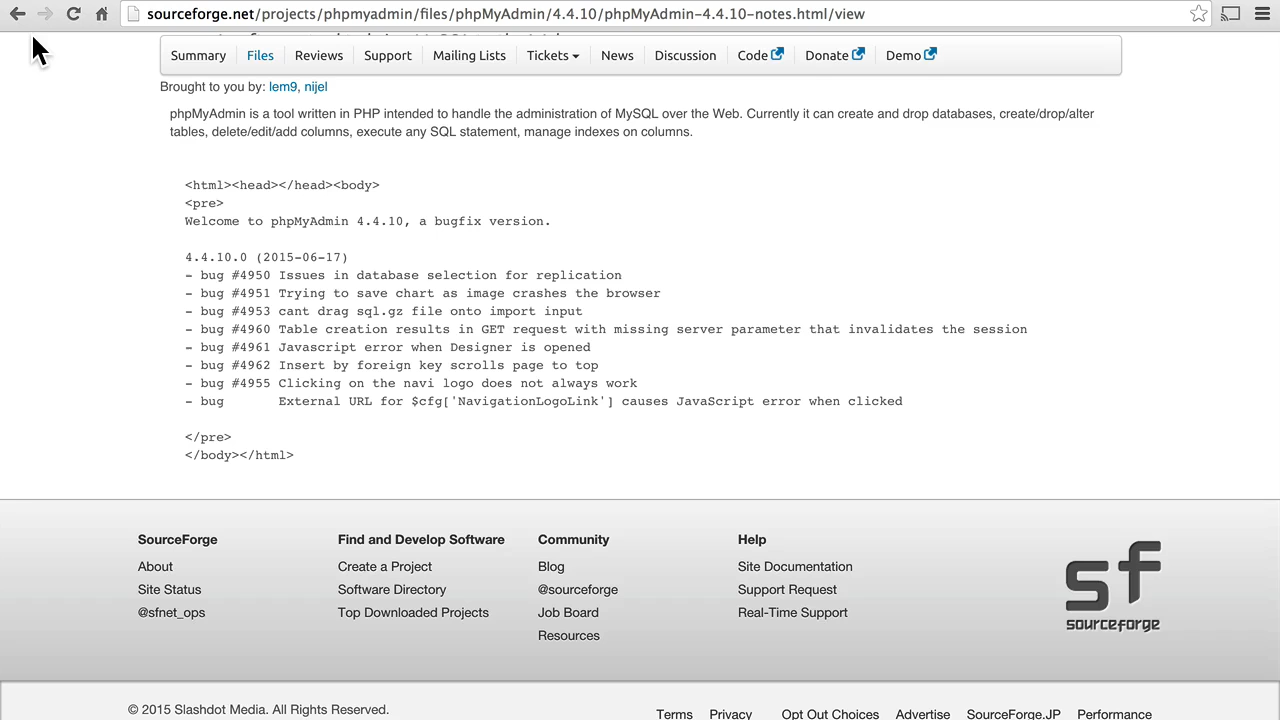 sourceforge.net/projects/phpmyadmin/files/phpMyAdmin/4.4.10/phpMyAdmin-4.4.10-notes.html/view
Summary Files Reviews Support Mailing Lists Tickets News Discussion Code Donate Demo
Brought to you by: lem9, nijel
phpMyAdmin is a tool written in PHP intended to handle the administration of MySQL over the Web. Currently it can create and drop databases, create/drop/alter
tables, delete/edit/add columns, execute any SQL statement, manage indexes on columns.
<html><head></head><body>
<pre>
Welcome to phpMyAdmin 4.4.10, a bugfix version.
4.4.10.0 (2015-06-17)
- bug #4950 Issues in database selection for replication
- bug #4951 Trying to save chart as image crashes the browser
- bug #4953 cant drag sql.gz file onto import input
- bug #4960 Table creation results in GET request with missing server parameter that invalidates the session
- bug #4961 Javascript error when Designer is opened
- bug #4962 Insert by foreign key scrolls page to top
- bug #4955 Clicking on the navi logo does not always work
- bug       External URL for $cfg['NavigationLogoLink'] causes JavaScript error when clicked
</pre>
</body></html>
SourceForge Find and Develop Software Community Help
About Create a Project Blog Site Documentation
Site Status Software Directory @sourceforge Support Request
@sfnet_ops Top Downloaded Projects Job Board Real-Time Support
Resources
sf
sourceforge
© 2015 Slashdot Media. All Rights Reserved.
Terms Privacy Opt Out Choices Advertise SourceForge.JP Performance